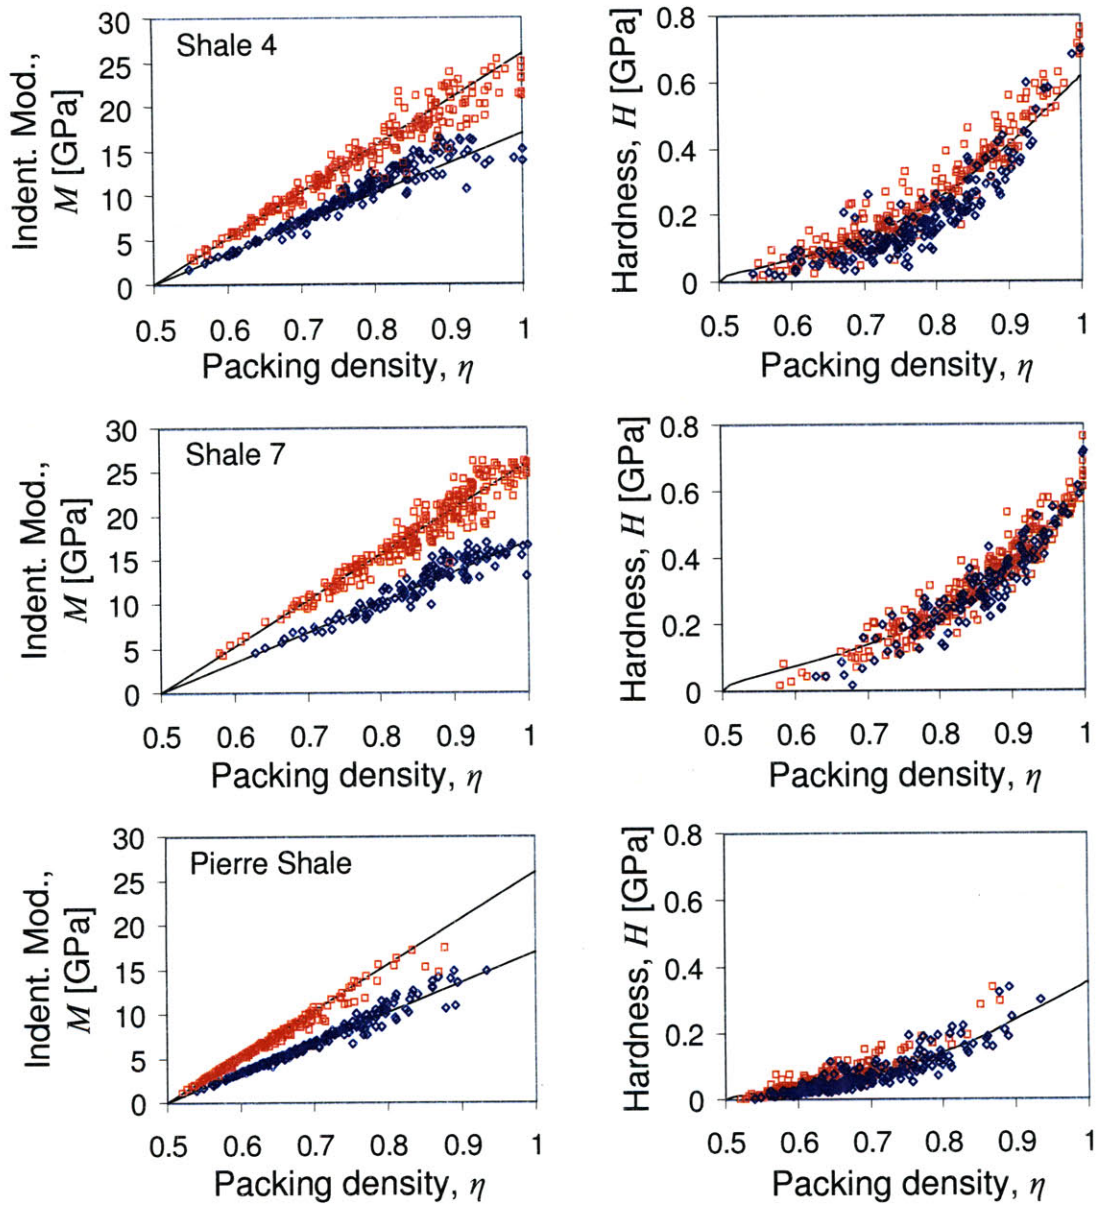 Shale 4
Indent. Mod.,
M [GPa]
30
25
20
15
10
5
0
0.5 0.6 0.7 0.8 0.9 1
Packing density, η
Hardness, H [GPa]
0.8
0.6
0.4
0.2
0
0.5 0.6 0.7 0.8 0.9 1
Packing density, η
Shale 7
Indent. Mod.,
M [GPa]
30
25
20
15
10
5
0
0.5 0.6 0.7 0.8 0.9 1
Packing density, η
Hardness, H [GPa]
0.8
0.6
0.4
0.2
0
0.5 0.6 0.7 0.8 0.9 1
Packing density, η
Pierre Shale
Indent. Mod.,
M [GPa]
30
25
20
15
10
5
0
0.5 0.6 0.7 0.8 0.9 1
Packing density, η
Hardness, H [GPa]
0.8
0.6
0.4
0.2
0
0.5 0.6 0.7 0.8 0.9 1
Packing density, η